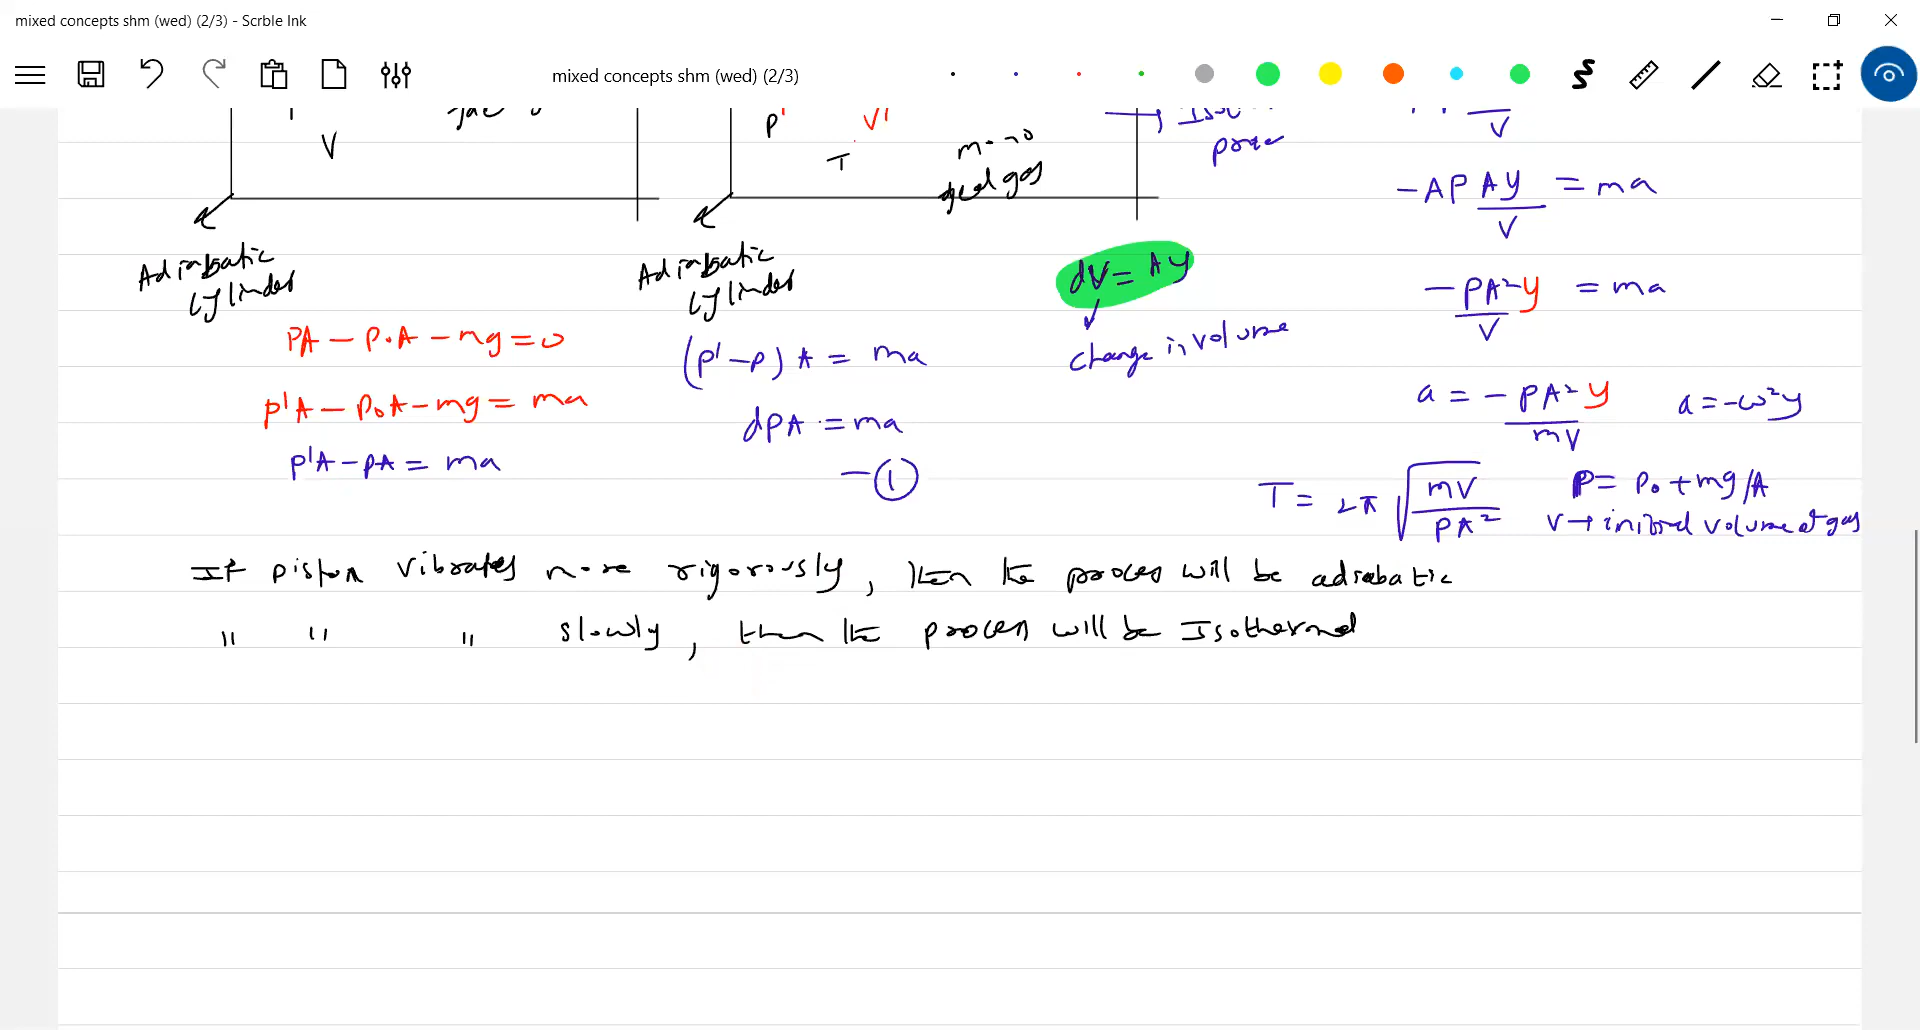 mixed concepts shm (wed) (2/3) - Scrble Ink
mixed concepts shm (wed) (2/3)
V
P' V'
T
mono
ideal gas
Adiabatic
Cylinder
Adiabatic
Cylinder
PA - P₀A - mg = 0
P'A - P₀A - mg = ma
P'A - PA = ma
(P' - P) A = ma
dPA = ma
- ①
dV = Ay
change in volume
V
-AP Ay/V = ma
-PA²y/V = ma
a = -PA²y/mV a = -ω²y
T = 2π √(mV/PA²) P = P₀ + mg/A
V → initial volume of gas
If piston vibrates more rigorously, then the process will be adiabatic
" " " slowly, then the process will be Isothermal